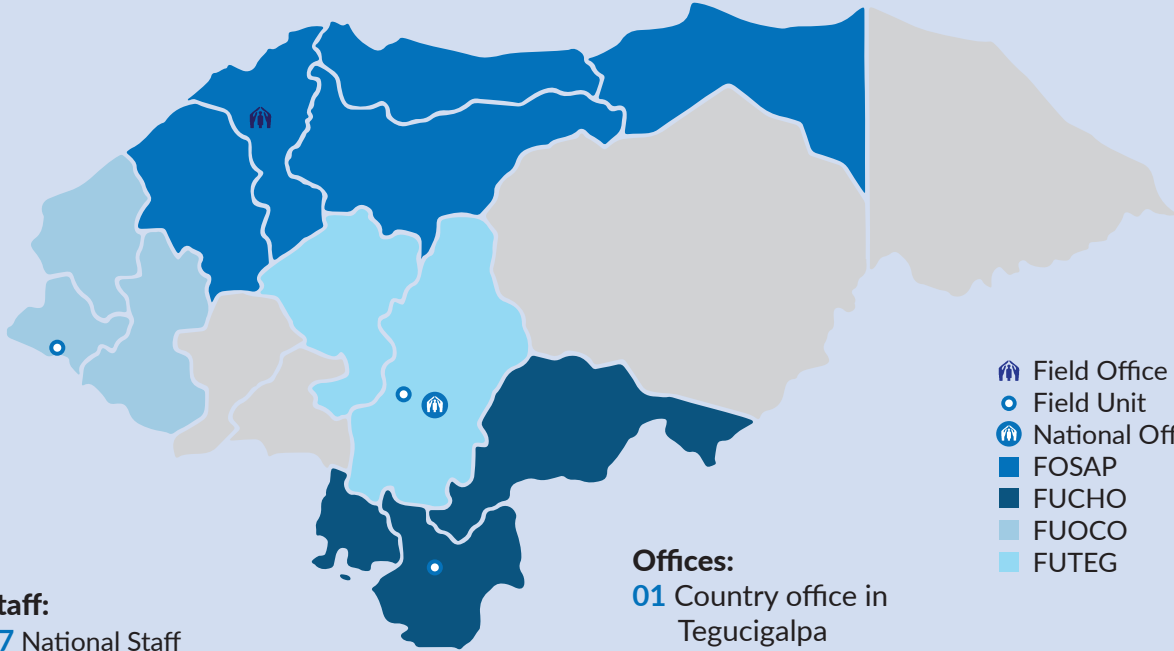 Field Office
Field Unit
National Off
FOSAP
FUCHO
FUOCO
FUTEG
Offices:
01 Country office in
Tegucigalpa
taff:
7 National Staff